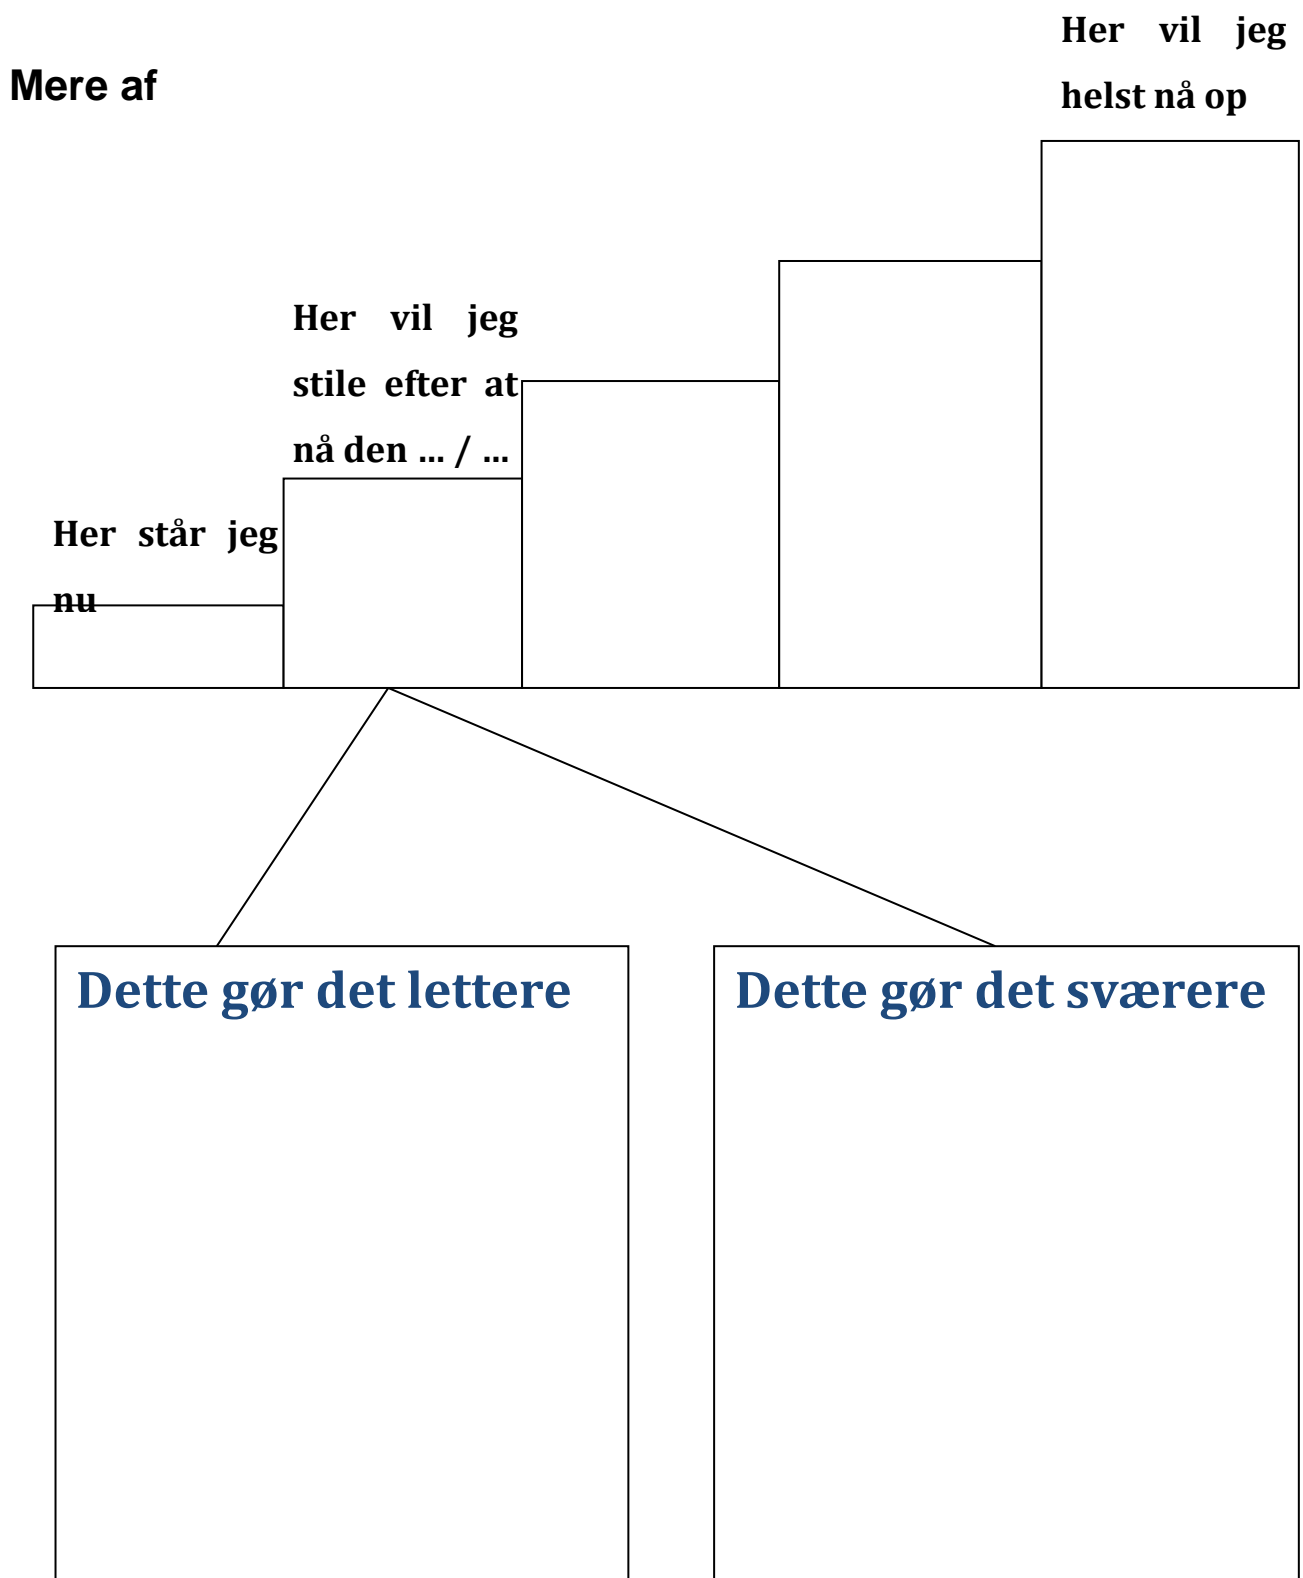 Mere af
Her vil jeg
helst nå op
Her vil jeg
stile efter at
nå den ... / ...
Her står jeg
nu
Dette gør det lettere
Dette gør det sværere